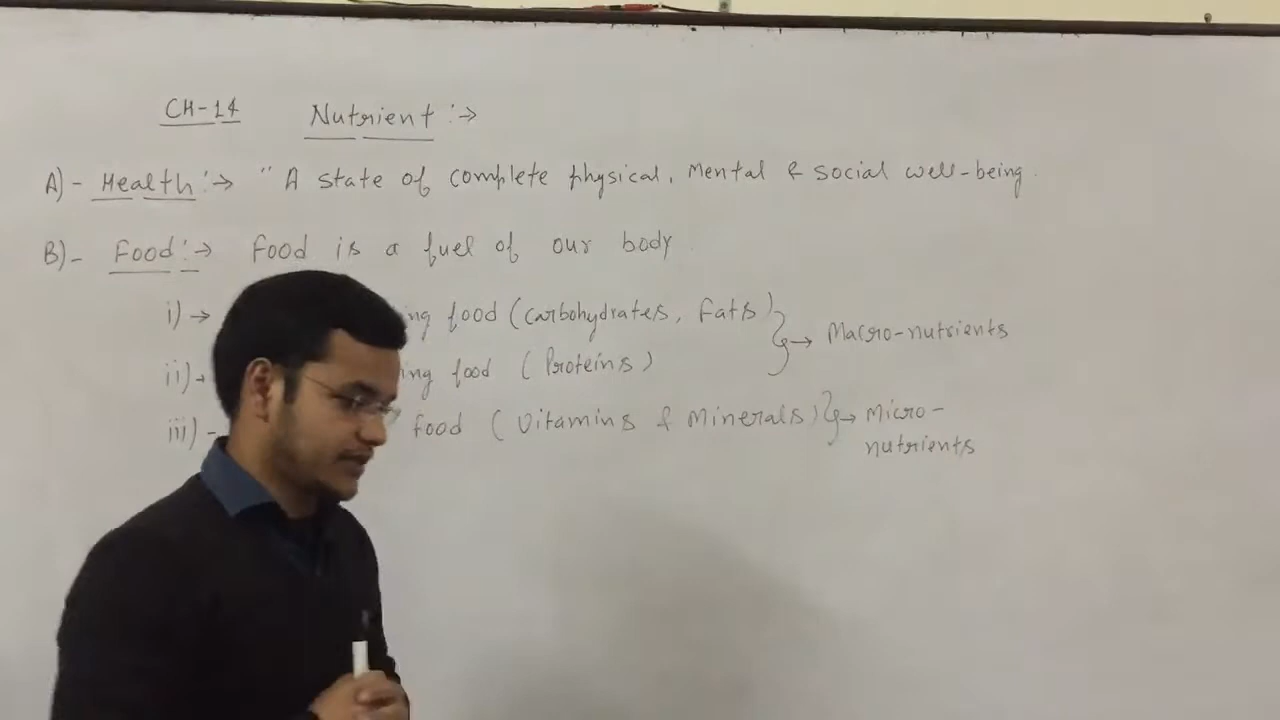 CH-14 Nutrient :→
A)- Health :→ " A state of complete physical, Mental & social well-being.
B)- Food :→ Food is a fuel of our body.
i) → ng food (carbohydrates, Fats) } → Macro-nutrients
ii) - ing food (Proteins)
iii) - food (Vitamins & Minerals) } → Micro-
nutrients